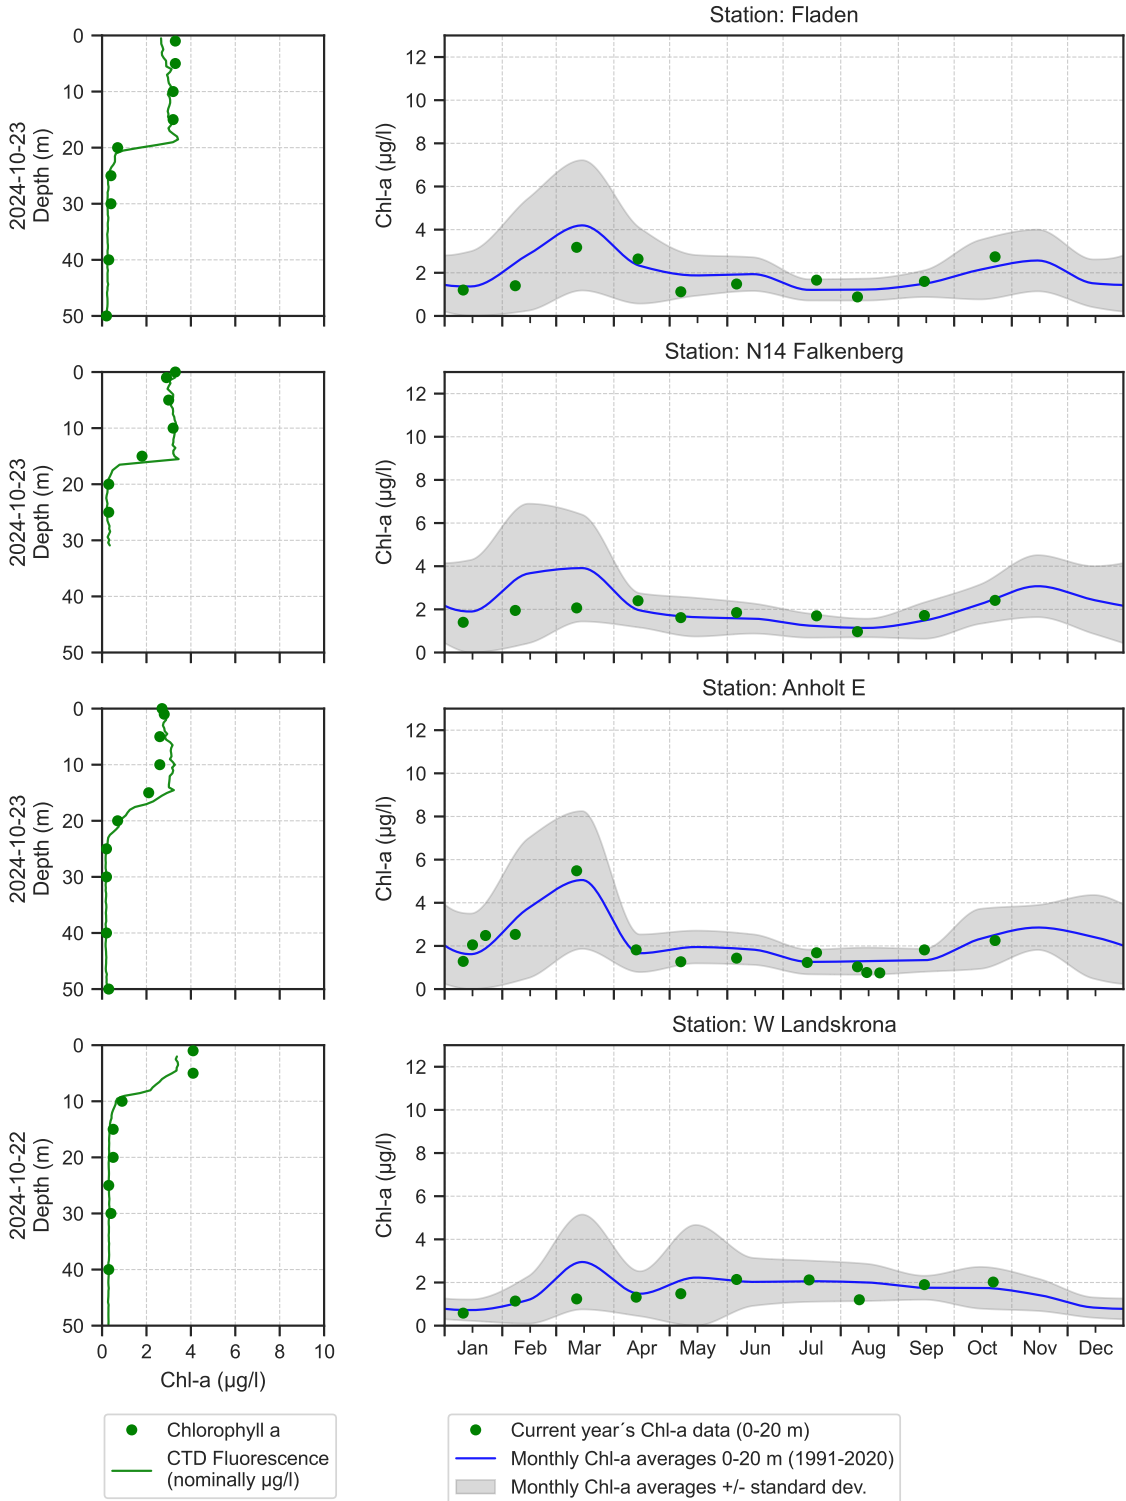 Station: Fladen
0
10
20
30
40
50
2024-10-23
Depth (m)
12
10
8
6
4
2
0
Chl-a (µg/l)
Station: N14 Falkenberg
0
10
20
30
40
50
2024-10-23
Depth (m)
12
10
8
6
4
2
0
Chl-a (µg/l)
Station: Anholt E
0
10
20
30
40
50
2024-10-23
Depth (m)
12
10
8
6
4
2
0
Chl-a (µg/l)
Station: W Landskrona
0
10
20
30
40
50
2024-10-22
Depth (m)
0 2 4 6 8 10
Chl-a (µg/l)
12
10
8
6
4
2
0
Chl-a (µg/l)
Jan Feb Mar Apr May Jun Jul Aug Sep Oct Nov Dec
Chlorophyll a
CTD Fluorescence
(nominally µg/l)
Current year´s Chl-a data (0-20 m)
Monthly Chl-a averages 0-20 m (1991-2020)
Monthly Chl-a averages +/- standard dev.